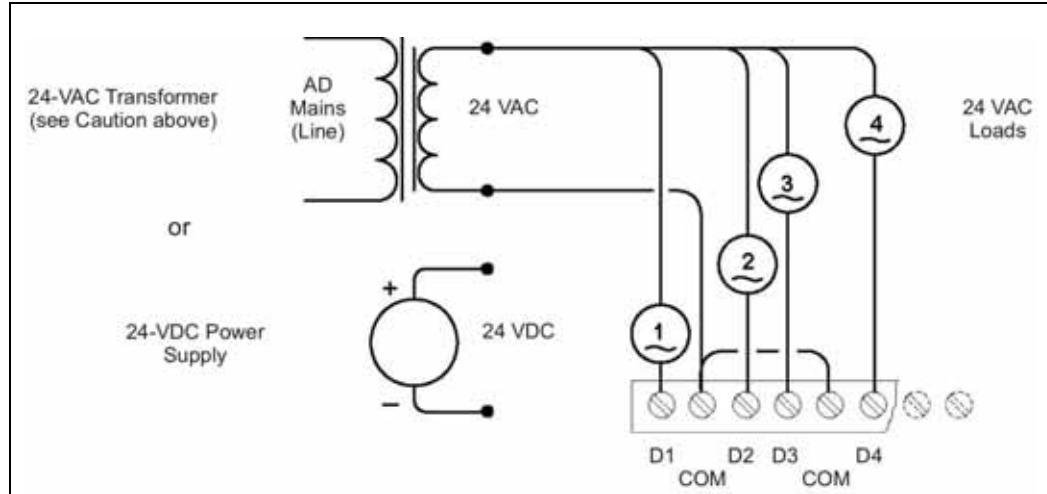 24-VAC Transformer
(see Caution above)
AD
Mains
(Line)
24 VAC
24 VAC
Loads
or
24-VDC Power
Supply
+
−
24 VDC
1
2
3
4
D1
COM
D2
D3
COM
D4